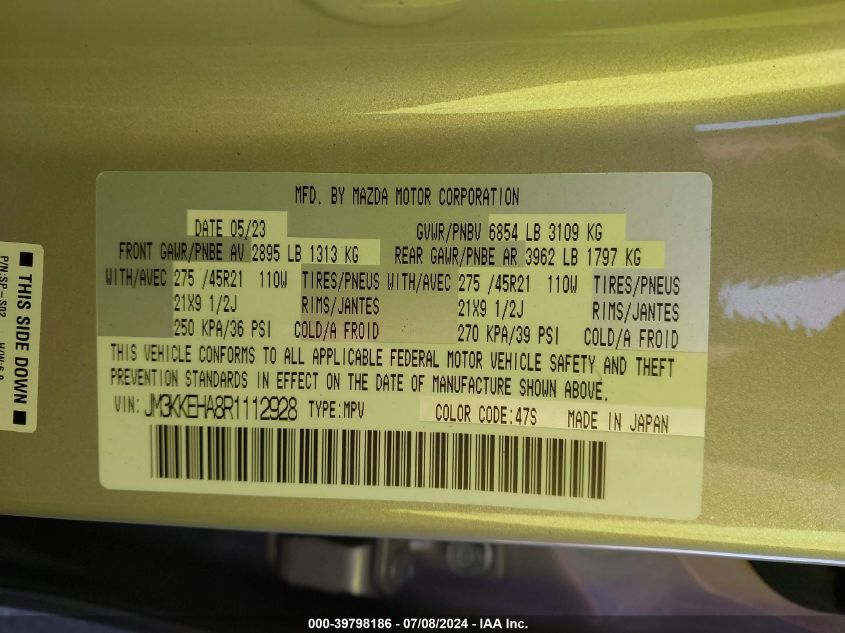 MFD. BY MAZDA MOTOR CORPORATION
DATE 05/23 GVWR/PNBV 6854 LB 3109 KG
FRONT GAWR/PNBE AV 2895 LB 1313 KG REAR GAWR/PNBE AR 3962 LB 1797 KG
WITH/AVEC 275 /45R21 110W TIRES/PNEUS WITH/AVEC 275 /45R21 110W TIRES/PNEUS
21X9 1/2J RIMS/JANTES 21X9 1/2J RIMS/JANTES
250 KPA/36 PSI COLD/A FROID 270 KPA/39 PSI COLD/A FROID
THIS VEHICLE CONFORMS TO ALL APPLICABLE FEDERAL MOTOR VEHICLE SAFETY AND THEFT
PREVENTION STANDARDS IN EFFECT ON THE DATE OF MANUFACTURE SHOWN ABOVE.
VIN: JM3KKEHA8R1112928 TYPE:MPV COLOR CODE:47S MADE IN JAPAN
THIS SIDE DOWN
P/N:SP-S02
000-39798186 - 07/08/2024 - IAA Inc.